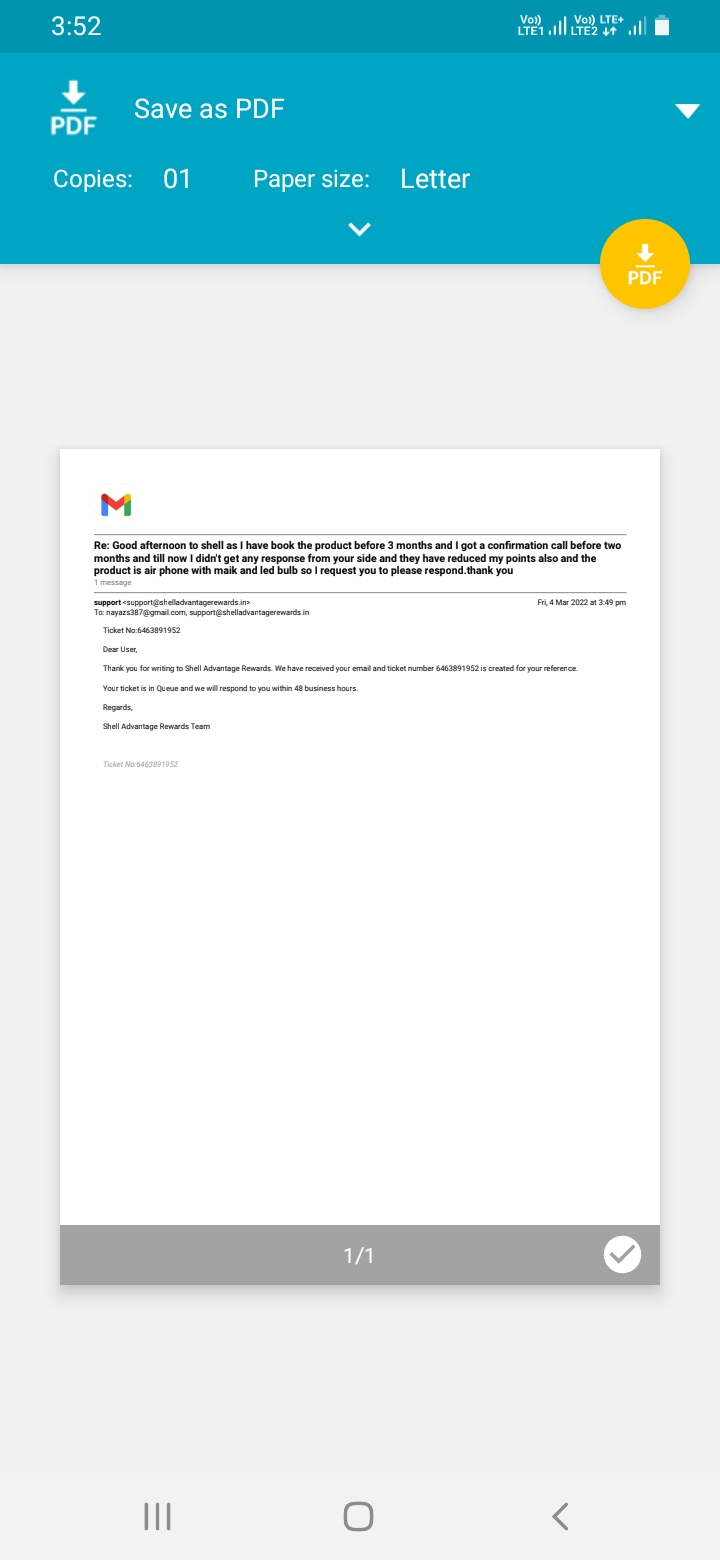 3:52
Vo)) LTE1 Vo)) LTE2 LTE+
PDF
Save as PDF
Copies: 01 Paper size: Letter
PDF
Re: Good afternoon to shell as I have book the product before 3 months and I got a confirmation call before two
months and till now I didn't get any response from your side and they have reduced my points also and the
product is air phone with maik and led bulb so I request you to please respond.thank you
1 message
support <support@shelladvantagerewards.in> Fri, 4 Mar 2022 at 3:49 pm
To: nayazs387@gmail.com, support@shelladvantagerewards.in
Ticket No:6463891952
Dear User,
Thank you for writing to Shell Advantage Rewards. We have received your email and ticket number 6463891952 is created for your reference.
Your ticket is in Queue and we will respond to you within 48 business hours.
Regards,
Shell Advantage Rewards Team
Ticket No:6463891952
1/1